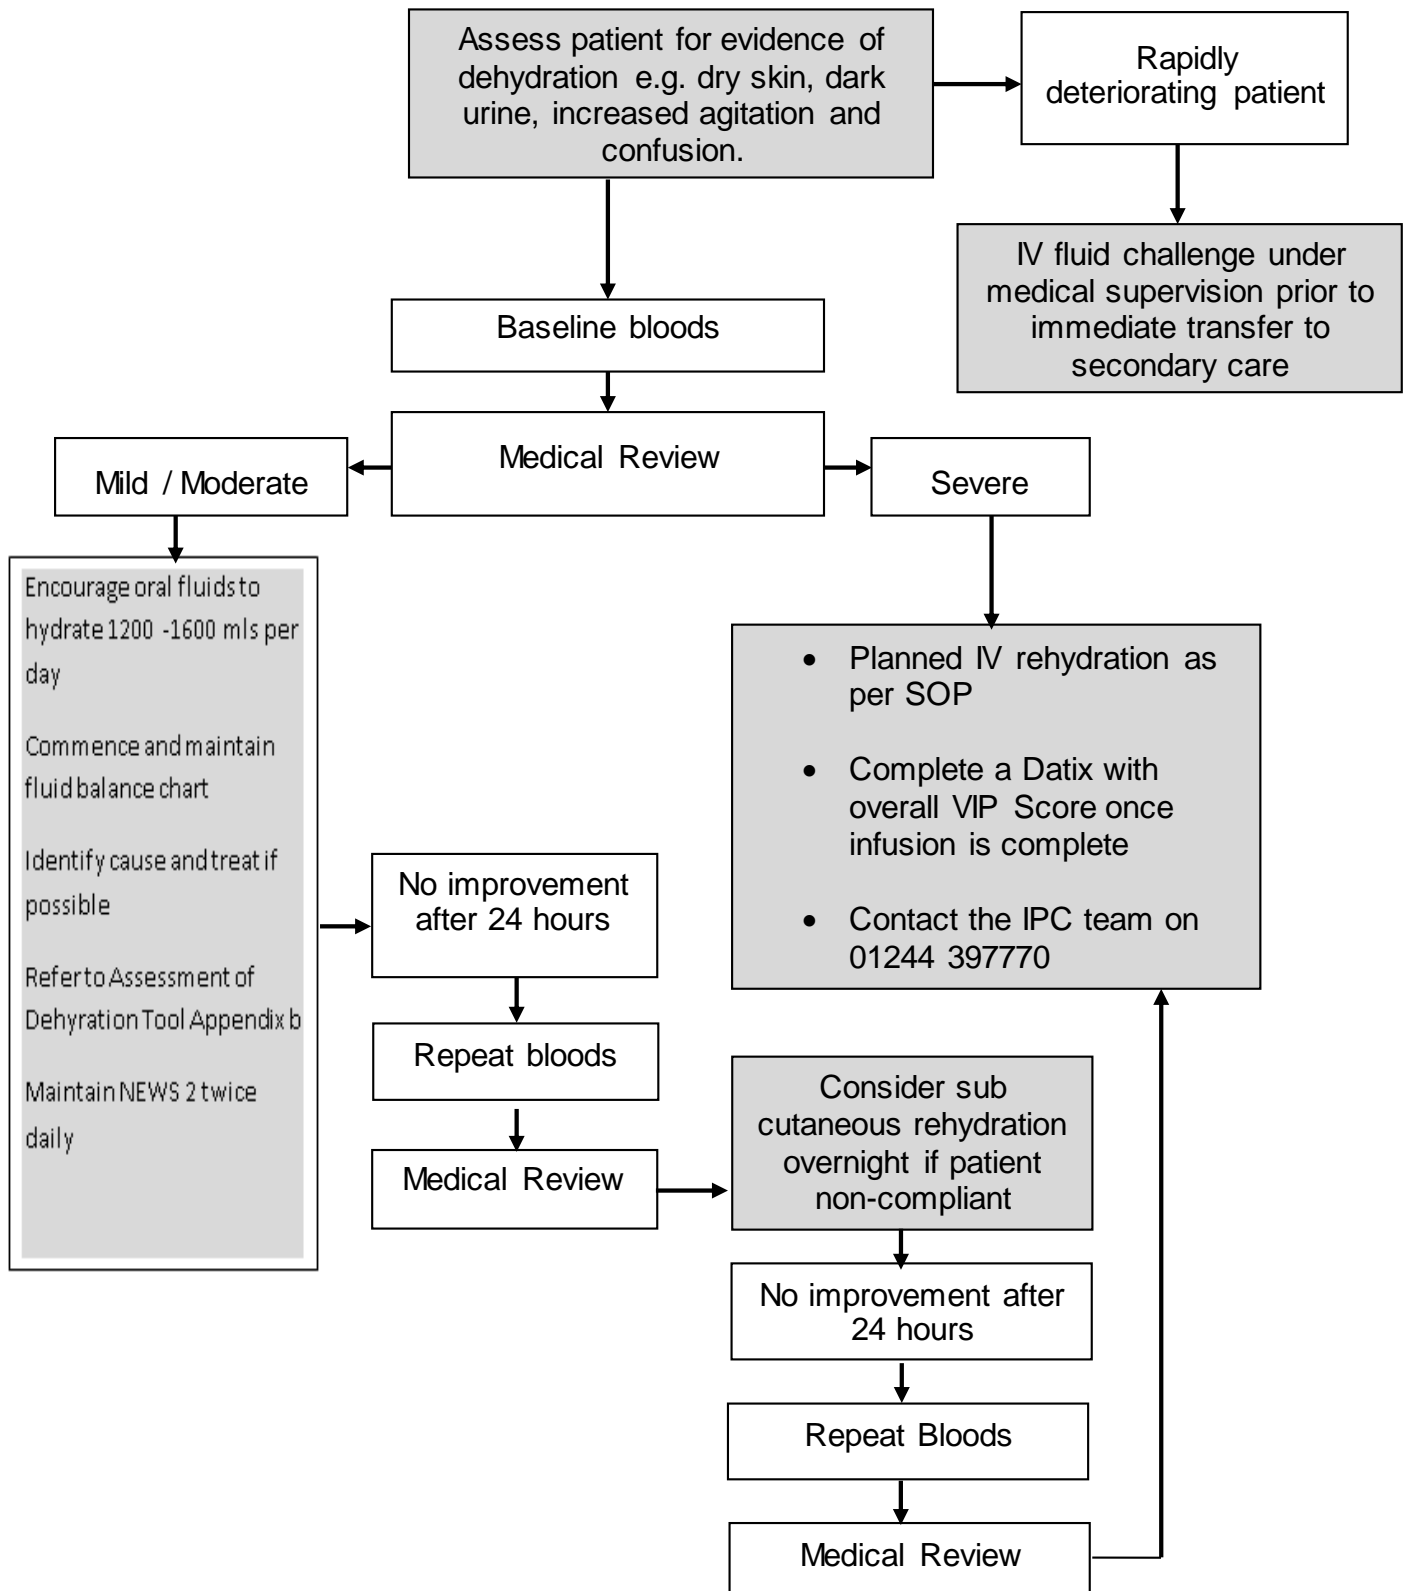 Assess patient for evidence of
dehydration e.g. dry skin, dark
urine, increased agitation and
confusion.
Rapidly
deteriorating patient
IV fluid challenge under
medical supervision prior to
immediate transfer to
secondary care
Baseline bloods
Medical Review
Mild / Moderate
Severe
Encourage oral fluids to
hydrate 1200 -1600 mls per
day
Commence and maintain
fluid balance chart
Identify cause and treat if
possible
Refer to Assessment of
Dehyration Tool Appendix b
Maintain NEWS 2 twice
daily
• Planned IV rehydration as
per SOP
• Complete a Datix with
overall VIP Score once
infusion is complete
• Contact the IPC team on
01244 397770
No improvement
after 24 hours
Repeat bloods
Medical Review
Consider sub
cutaneous rehydration
overnight if patient
non-compliant
No improvement after
24 hours
Repeat Bloods
Medical Review